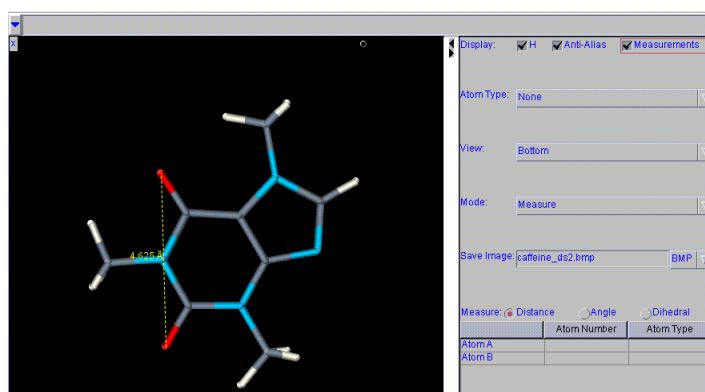 x
Display: H Anti-Alias Measurements
Atom Type: None
View: Bottom
Mode: Measure
4.625 Å
Save Image: caffeine_ds2.bmp BMP
Measure: Distance Angle Dihedral
Atom Number Atom Type
Atom A
Atom B